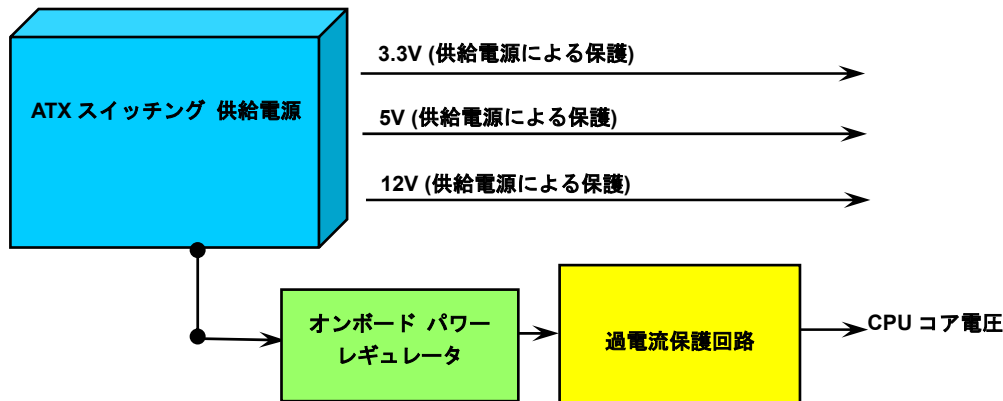 ATX スイッチング 供給電源
3.3V (供給電源による保護)
5V (供給電源による保護)
12V (供給電源による保護)
オンボード パワー
レギュレータ
過電流保護回路
CPU コア電圧